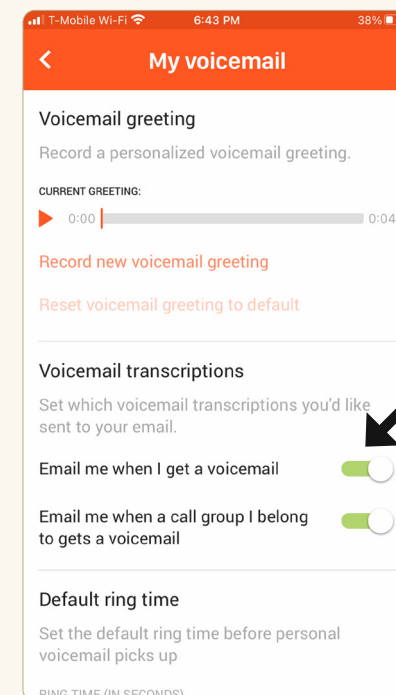 T-Mobile Wi-Fi 6:43 PM 38%
My voicemail
Voicemail greeting
Record a personalized voicemail greeting.
CURRENT GREETING:
0:00 0:04
Record new voicemail greeting
Reset voicemail greeting to default
Voicemail transcriptions
Set which voicemail transcriptions you'd like
sent to your email.
Email me when I get a voicemail
Email me when a call group I belong
to gets a voicemail
Default ring time
Set the default ring time before personal
voicemail picks up
RING TIME (IN SECONDS)